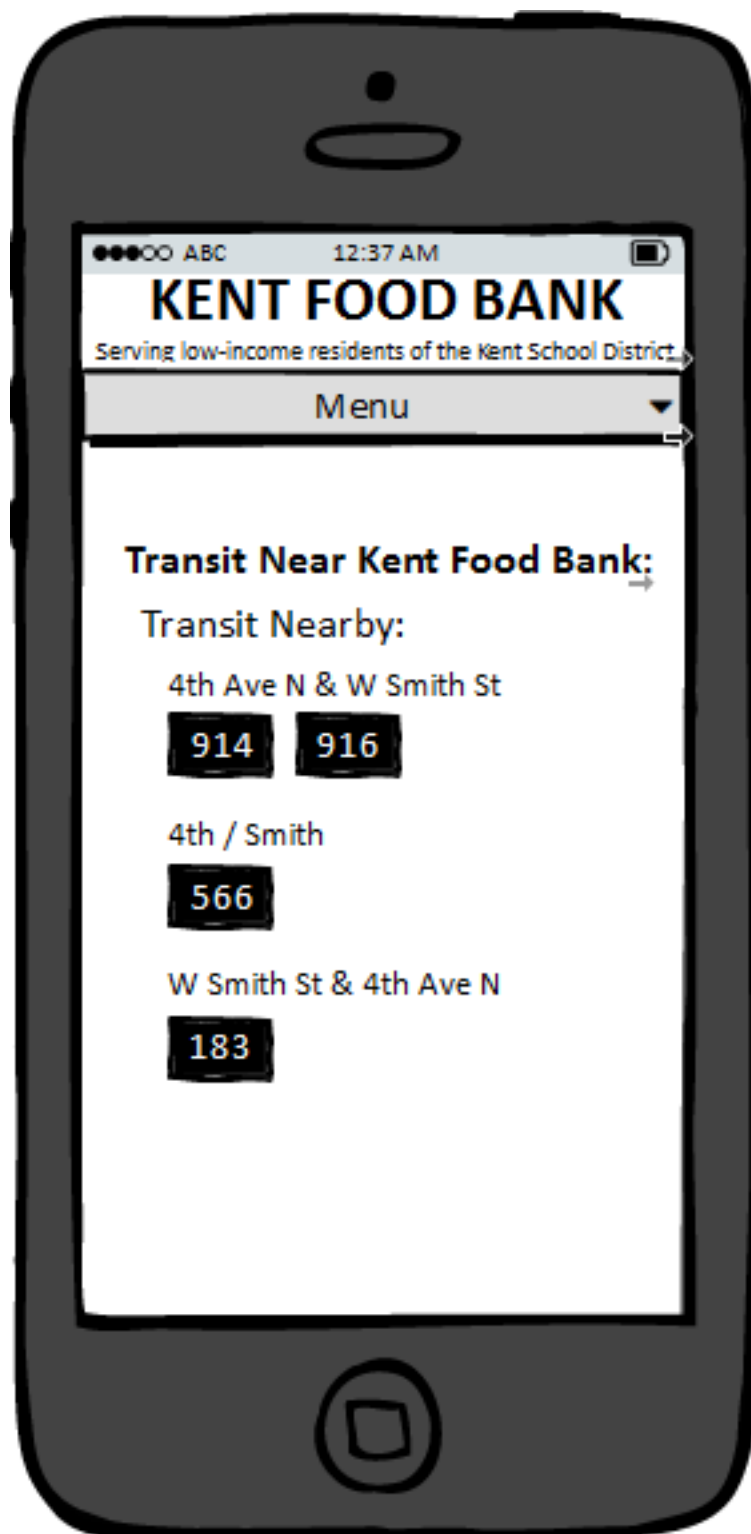 ABC 12:37 AM
KENT FOOD BANK
Serving low-income residents of the Kent School District
Menu
Transit Near Kent Food Bank:
Transit Nearby:
4th Ave N & W Smith St
914 916
4th / Smith
566
W Smith St & 4th Ave N
183